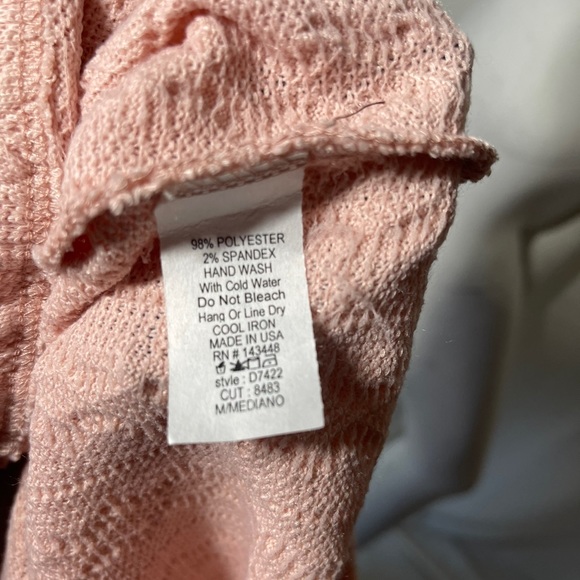 98% POLYESTER
2% SPANDEX
HAND WASH
With Cold Water
Do Not Bleach
Hang Or Line Dry
COOL IRON
MADE IN USA
RN # 143448
style : D7422
CUT : 8483
M/MEDIANO